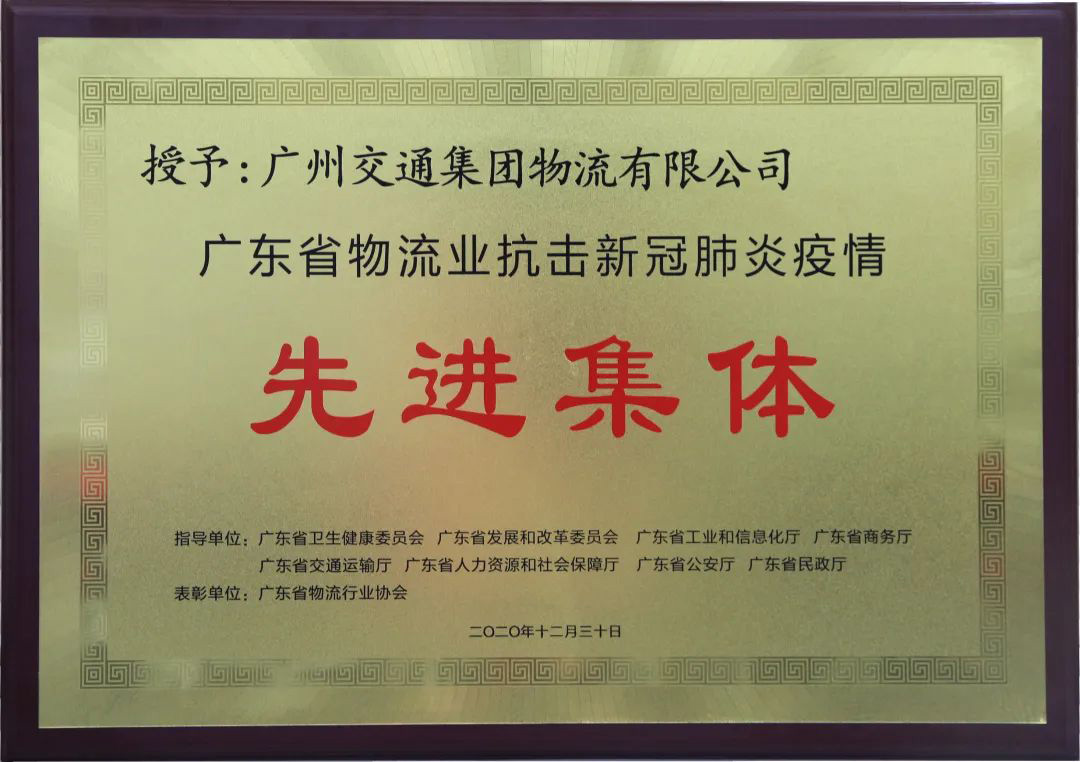 授予:广州交通集团物流有限公司
广东省物流业抗击新冠肺炎疫情
先进集体
指导单位：广东省卫生健康委员会 广东省发展和改革委员会 广东省工业和信息化厅 广东省商务厅
广东省交通运输厅 广东省人力资源和社会保障厅 广东省公安厅 广东省民政厅
表彰单位：广东省物流行业协会
二〇二〇年十二月三十日